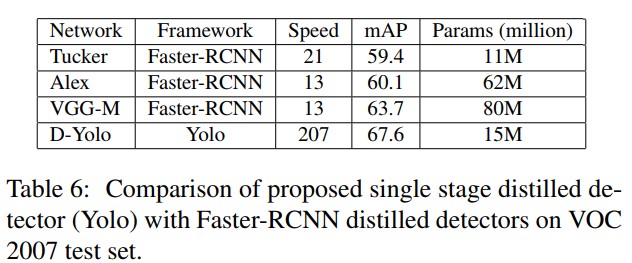 Network Framework Speed mAP Params (million)
Tucker Faster-RCNN 21 59.4 11M
Alex Faster-RCNN 13 60.1 62M
VGG-M Faster-RCNN 13 63.7 80M
D-Yolo Yolo 207 67.6 15M
Table 6: Comparison of proposed single stage distilled de-
tector (Yolo) with Faster-RCNN distilled detectors on VOC
2007 test set.